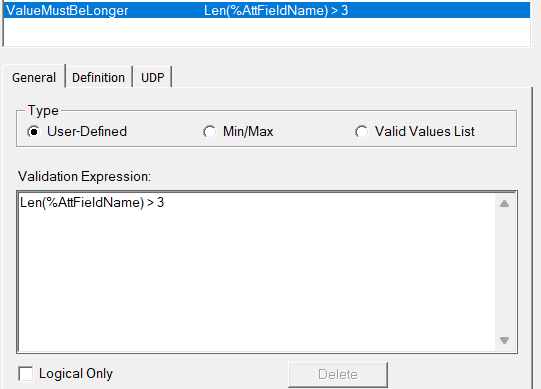 ValueMustBeLonger Len(%AttFieldName) > 3
General Definition UDP
Type
User-Defined Min/Max Valid Values List
Validation Expression:
Len(%AttFieldName) > 3
Logical Only Delete